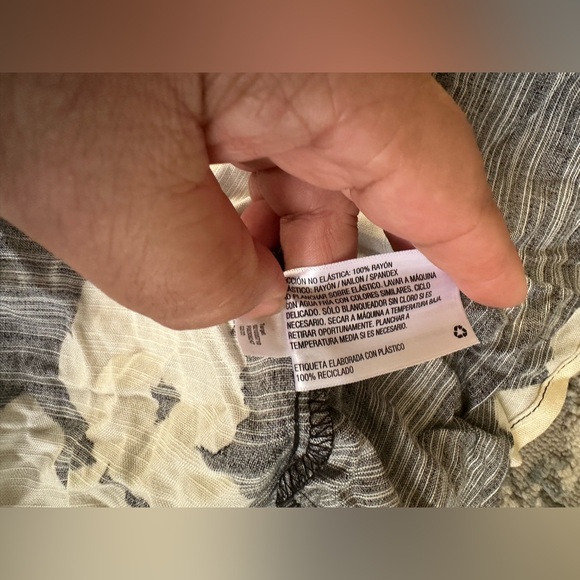 CCIÓN NO ELÁSTICA: 100% RAYÓN
ÁSTICO: RAYÓN / NAILON / SPANDEX
O PLANCHAR SOBRE ELÁSTICO. LAVAR A MÁQUINA
CON AGUA FRÍA CON COLORES SIMILARES. CICLO
DELICADO. SÓLO BLANQUEADOR SIN CLORO SI ES
NECESARIO. SECAR A MÁQUINA A TEMPERATURA BAJA.
RETIRAR OPORTUNAMENTE. PLANCHAR A
TEMPERATURA MEDIA SI ES NECESARIO.
ETIQUETA ELABORADA CON PLÁSTICO
100% RECICLADO